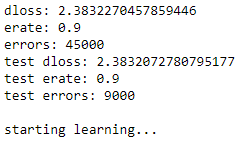 dloss: 2.3832270457859446
erate: 0.9
errors: 45000
test dloss: 2.3832072780795177
test erate: 0.9
test errors: 9000
starting learning...